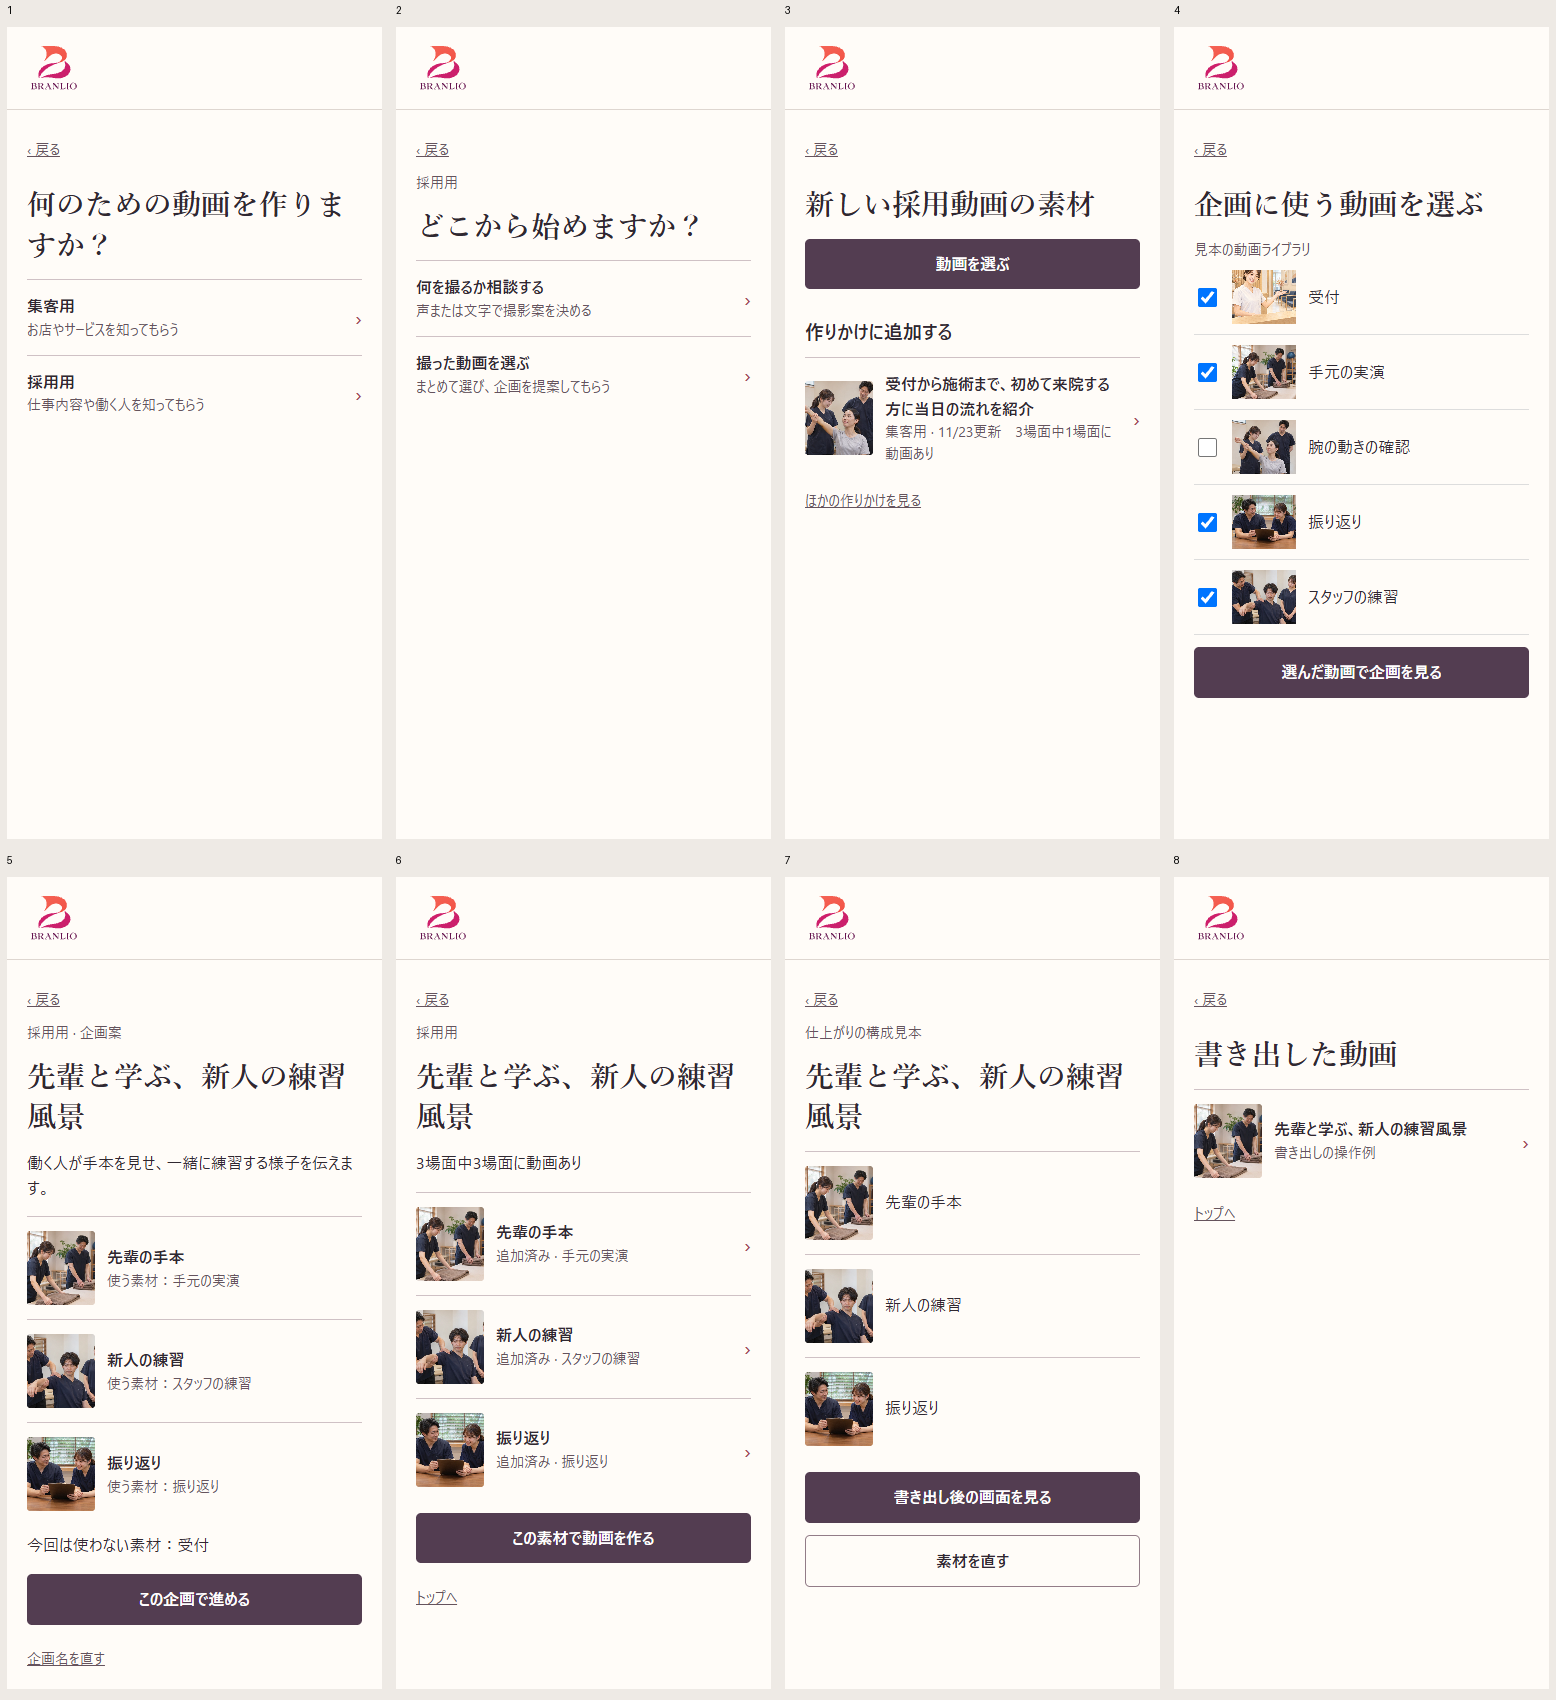 1
BRANLIO
‹ 戻る
何のための動画を作りま
すか？
集客用
お店やサービスを知ってもらう
›
採用用
仕事内容や働く人を知ってもらう
›
2
BRANLIO
‹ 戻る
採用用
どこから始めますか？
何を撮るか相談する
声または文字で撮影案を決める
›
撮った動画を選ぶ
まとめて選び、企画を提案してもらう
›
3
BRANLIO
‹ 戻る
新しい採用動画の素材
動画を選ぶ
作りかけに追加する
受付から施術まで、初めて来院する
方に当日の流れを紹介
集客用 · 11/23更新　3場面中1場面に
動画あり
›
ほかの作りかけを見る
4
BRANLIO
‹ 戻る
企画に使う動画を選ぶ
見本の動画ライブラリ
受付
手元の実演
腕の動きの確認
振り返り
スタッフの練習
選んだ動画で企画を見る
5
BRANLIO
‹ 戻る
採用用 · 企画案
先輩と学ぶ、新人の練習
風景
働く人が手本を見せ、一緒に練習する様子を伝えま
す。
先輩の手本
使う素材：手元の実演
新人の練習
使う素材：スタッフの練習
振り返り
使う素材：振り返り
今回は使わない素材：受付
この企画で進める
企画名を直す
6
BRANLIO
‹ 戻る
採用用
先輩と学ぶ、新人の練習
風景
3場面中3場面に動画あり
先輩の手本
追加済み · 手元の実演
›
新人の練習
追加済み · スタッフの練習
›
振り返り
追加済み · 振り返り
›
この素材で動画を作る
トップへ
7
BRANLIO
‹ 戻る
仕上がりの構成見本
先輩と学ぶ、新人の練習
風景
先輩の手本
新人の練習
振り返り
書き出し後の画面を見る
素材を直す
8
BRANLIO
‹ 戻る
書き出した動画
先輩と学ぶ、新人の練習風景
書き出しの操作例
›
トップへ